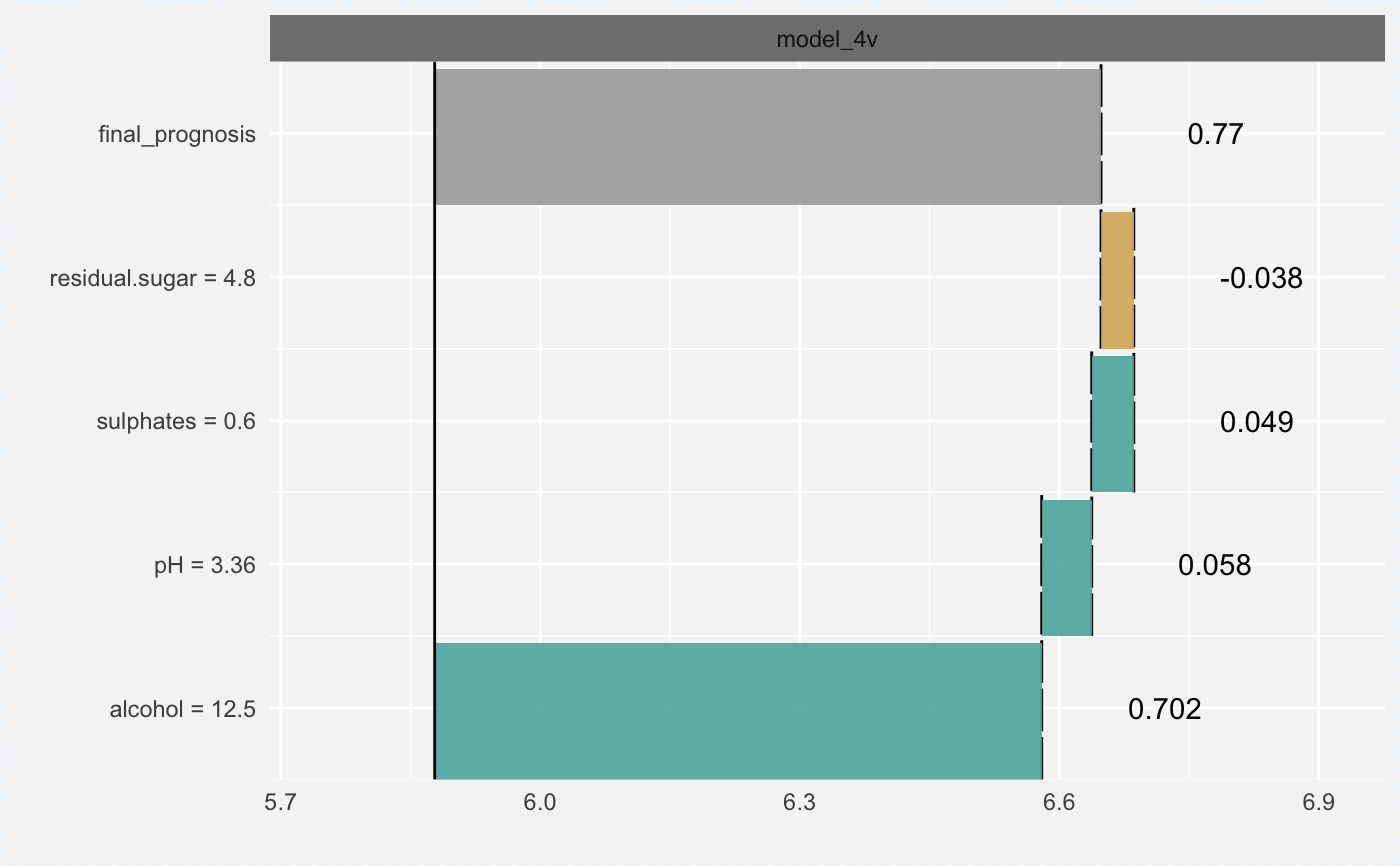 model_4v
final_prognosis
0.77
residual.sugar = 4.8
-0.038
sulphates = 0.6
0.049
pH = 3.36
0.058
alcohol = 12.5
0.702
5.7 6.0 6.3 6.6 6.9